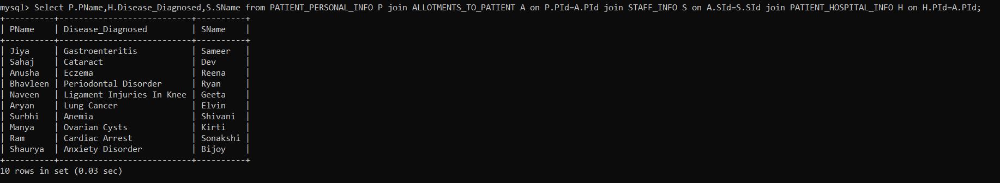 mysql> Select P.PName,H.Disease_Diagnosed,S.SName from PATIENT_PERSONAL_INFO P join ALLOTMENTS_TO_PATIENT A on P.PId=A.PId join STAFF_INFO S on A.SId=S.SId join PATIENT_HOSPITAL_INFO H on H.PId=A.PId;
+----------+---------------------------+----------+
| PName    | Disease_Diagnosed         | SName    |
+----------+---------------------------+----------+
| Jiya     | Gastroenteritis           | Sameer   |
| Sahaj    | Cataract                  | Dev      |
| Anusha   | Eczema                    | Reena    |
| Bhavleen | Periodontal Disorder      | Ryan     |
| Naveen   | Ligament Injuries In Knee | Geeta    |
| Aryan    | Lung Cancer               | Elvin    |
| Surbhi   | Anemia                    | Shivani  |
| Manya    | Ovarian Cysts             | Kirti    |
| Ram      | Cardiac Arrest            | Sonakshi |
| Shaurya  | Anxiety Disorder          | Bijoy    |
+----------+---------------------------+----------+
10 rows in set (0.03 sec)